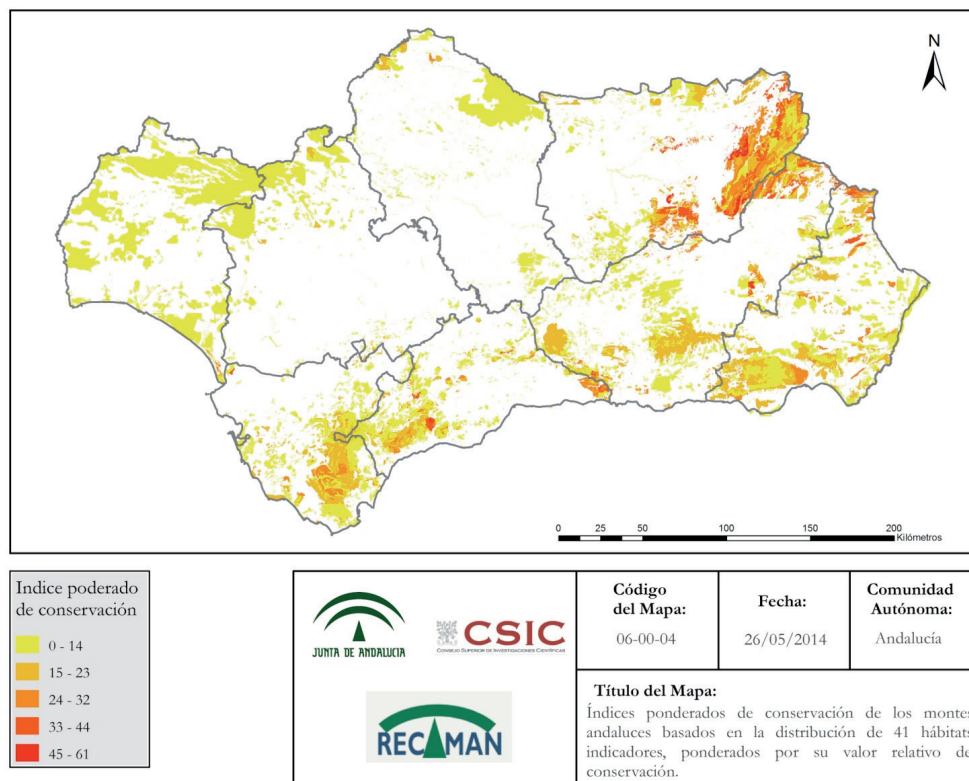 N
0 25 50 100 150 200
Kilómetros
Indice poderado
de conservación
0 - 14
15 - 23
24 - 32
33 - 44
45 - 61
JUNTA DE ANDALUCIA
CSIC
CONSEJO SUPERIOR DE INVESTIGACIONES CIENTÍFICAS
RECAMAN
Código
del Mapa:
06-00-04
Fecha:
26/05/2014
Comunidad
Autónoma:
Andalucía
Título del Mapa:
Índices ponderados de conservación de los montes
andaluces basados en la distribución de 41 hábitats
indicadores, ponderados por su valor relativo de
conservación.